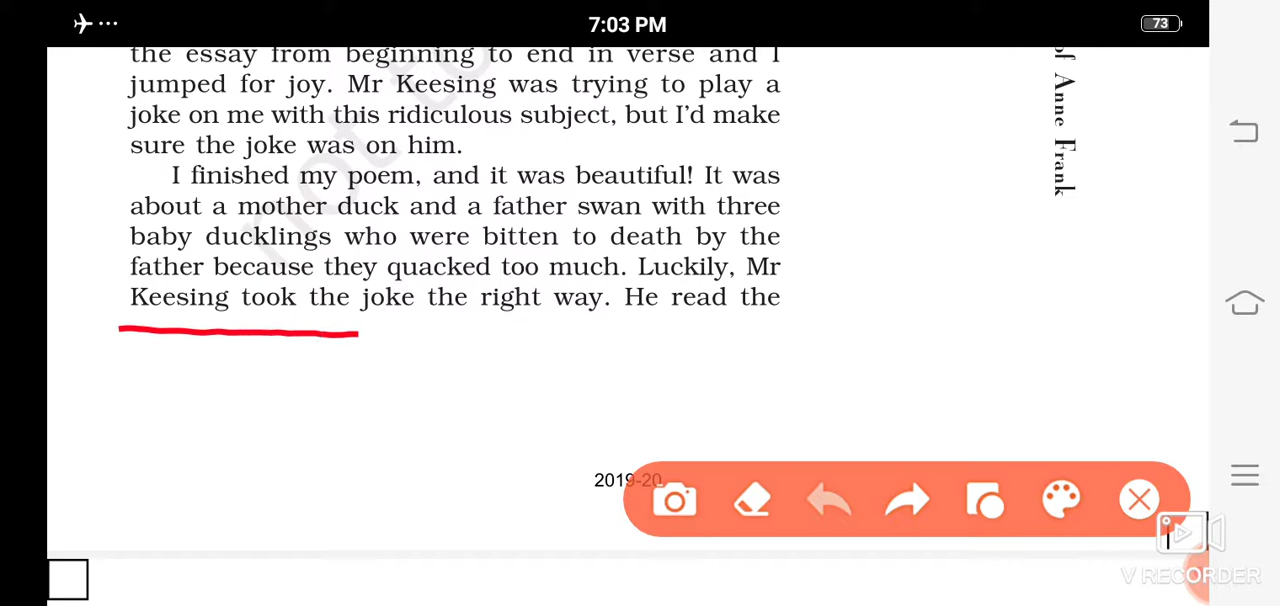 7:03 PM
73
the essay from beginning to end in verse and I
jumped for joy. Mr Keesing was trying to play a
joke on me with this ridiculous subject, but I'd make
sure the joke was on him.
I finished my poem, and it was beautiful! It was
about a mother duck and a father swan with three
baby ducklings who were bitten to death by the
father because they quacked too much. Luckily, Mr
Keesing took the joke the right way. He read the
of Anne Frank
not to
2019-20
V RECORDER